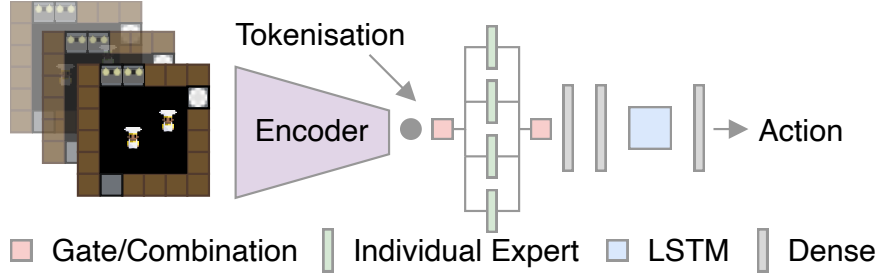 Tokenisation
Encoder
Action
Gate/Combination
Individual Expert
LSTM
Dense